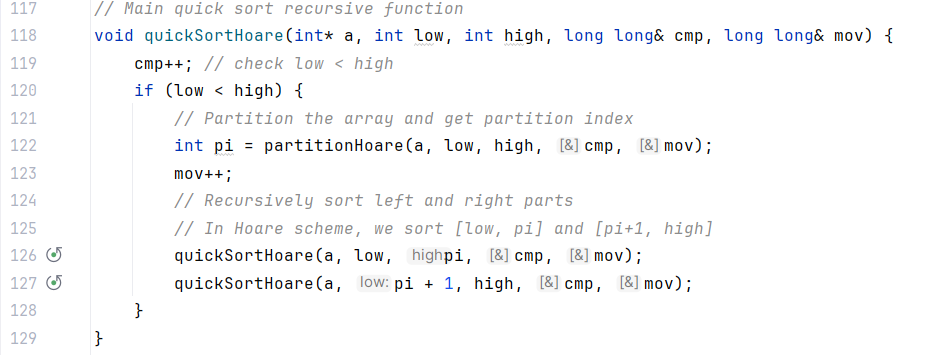 117 // Main quick sort recursive function
118 void quickSortHoare(int* a, int low, int high, long long& cmp, long long& mov) {
119 cmp++; // check low < high
120 if (low < high) {
121 // Partition the array and get partition index
122 int pi = partitionHoare(a, low, high, [&]cmp, [&]mov);
123 mov++;
124 // Recursively sort left and right parts
125 // In Hoare scheme, we sort [low, pi] and [pi+1, high]
126 quickSortHoare(a, low, high:pi, [&]cmp, [&]mov);
127 quickSortHoare(a, low:pi + 1, high, [&]cmp, [&]mov);
128 }
129 }